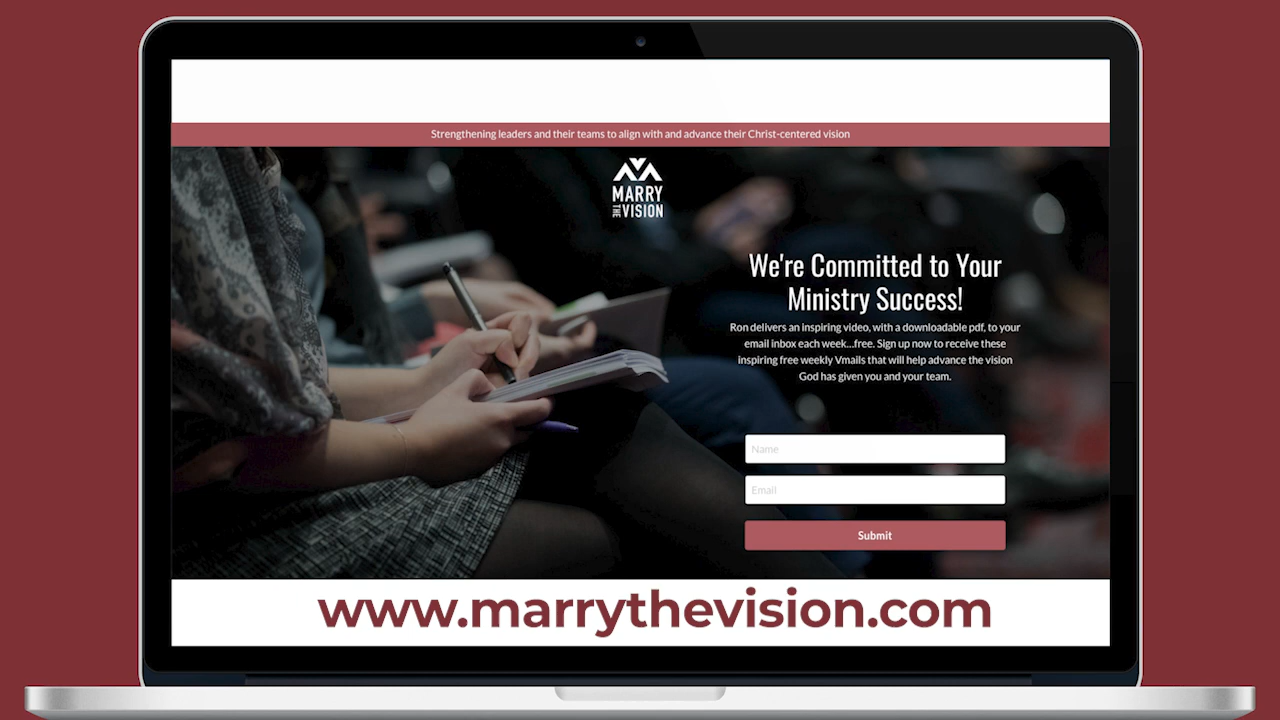 Strengthening leaders and their teams to align with and advance their Christ-centered vision
MARRY
THE VISION
We're Committed to Your
Ministry Success!
Ron delivers an inspiring video, with a downloadable pdf, to your
email inbox each week...free. Sign up now to receive these
inspiring free weekly Vmails that will help advance the vision
God has given you and your team.
Name
Email
Submit
www.marrythevision.com